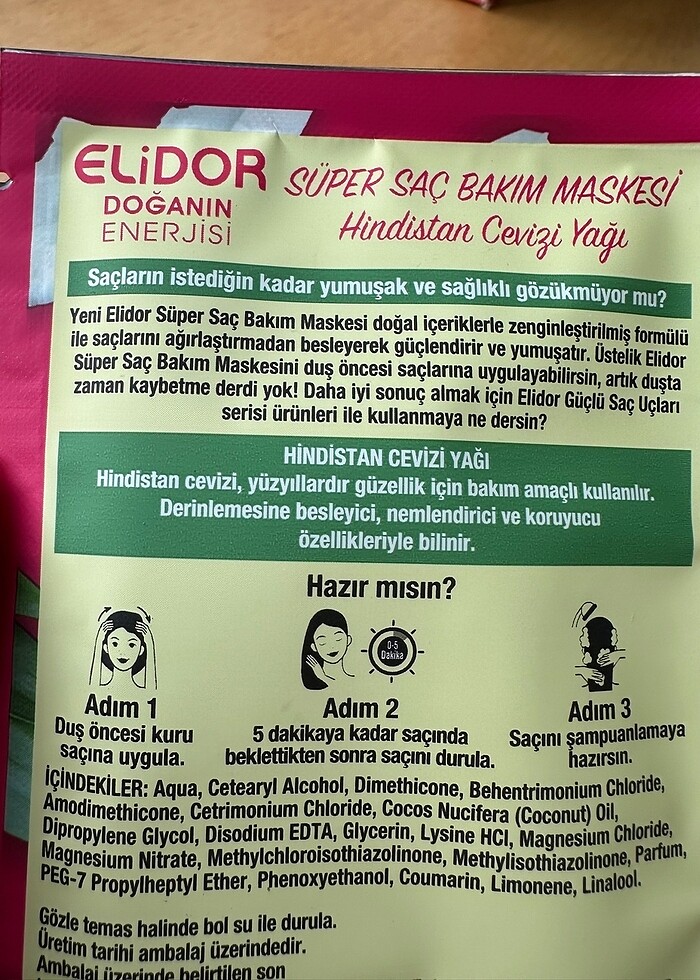 ELiDOR
DOĞANIN
ENERJİSİ
SÜPER SAÇ BAKIM MASKESİ
Hindistan Cevizi Yağı
Saçların istediğin kadar yumuşak ve sağlıklı gözükmüyor mu?
Yeni Elidor Süper Saç Bakım Maskesi doğal içeriklerle zenginleştirilmiş formülü
ile saçlarını ağırlaştırmadan besleyerek güçlendirir ve yumuşatır. Üstelik Elidor
Süper Saç Bakım Maskesini duş öncesi saçlarına uygulayabilirsin, artık duşta
zaman kaybetme derdi yok! Daha iyi sonuç almak için Elidor Güçlü Saç Uçları
serisi ürünleri ile kullanmaya ne dersin?
HİNDİSTAN CEVİZİ YAĞI
Hindistan cevizi, yüzyıllardır güzellik için bakım amaçlı kullanılır.
Derinlemesine besleyici, nemlendirici ve koruyucu
özellikleriyle bilinir.
Hazır mısın?
0-5
Dakika
Adım 1
Duş öncesi kuru
saçına uygula.
Adım 2
5 dakikaya kadar saçında
beklettikten sonra saçını durula.
Adım 3
Saçını şampuanlamaya
hazırsın.
İÇİNDEKİLER: Aqua, Cetearyl Alcohol, Dimethicone, Behentrimonium Chloride,
Amodimethicone, Cetrimonium Chloride, Cocos Nucifera (Coconut) Oil,
Dipropylene Glycol, Disodium EDTA, Glycerin, Lysine HCl, Magnesium Chloride,
Magnesium Nitrate, Methylchloroisothiazolinone, Methylisothiazolinone, Parfum,
PEG-7 Propylheptyl Ether, Phenoxyethanol, Coumarin, Limonene, Linalool.
Gözle temas halinde bol su ile durula.
Üretim tarihi ambalaj üzerindedir.
Ambalaj üzerinde belirtilen son